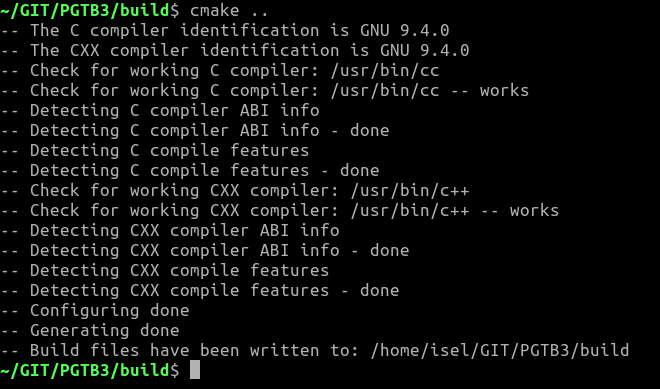 ~/GIT/PGTB3/build$ cmake ..
-- The C compiler identification is GNU 9.4.0
-- The CXX compiler identification is GNU 9.4.0
-- Check for working C compiler: /usr/bin/cc
-- Check for working C compiler: /usr/bin/cc -- works
-- Detecting C compiler ABI info
-- Detecting C compiler ABI info - done
-- Detecting C compile features
-- Detecting C compile features - done
-- Check for working CXX compiler: /usr/bin/c++
-- Check for working CXX compiler: /usr/bin/c++ -- works
-- Detecting CXX compiler ABI info
-- Detecting CXX compiler ABI info - done
-- Detecting CXX compile features
-- Detecting CXX compile features - done
-- Configuring done
-- Generating done
-- Build files have been written to: /home/isel/GIT/PGTB3/build
~/GIT/PGTB3/build$